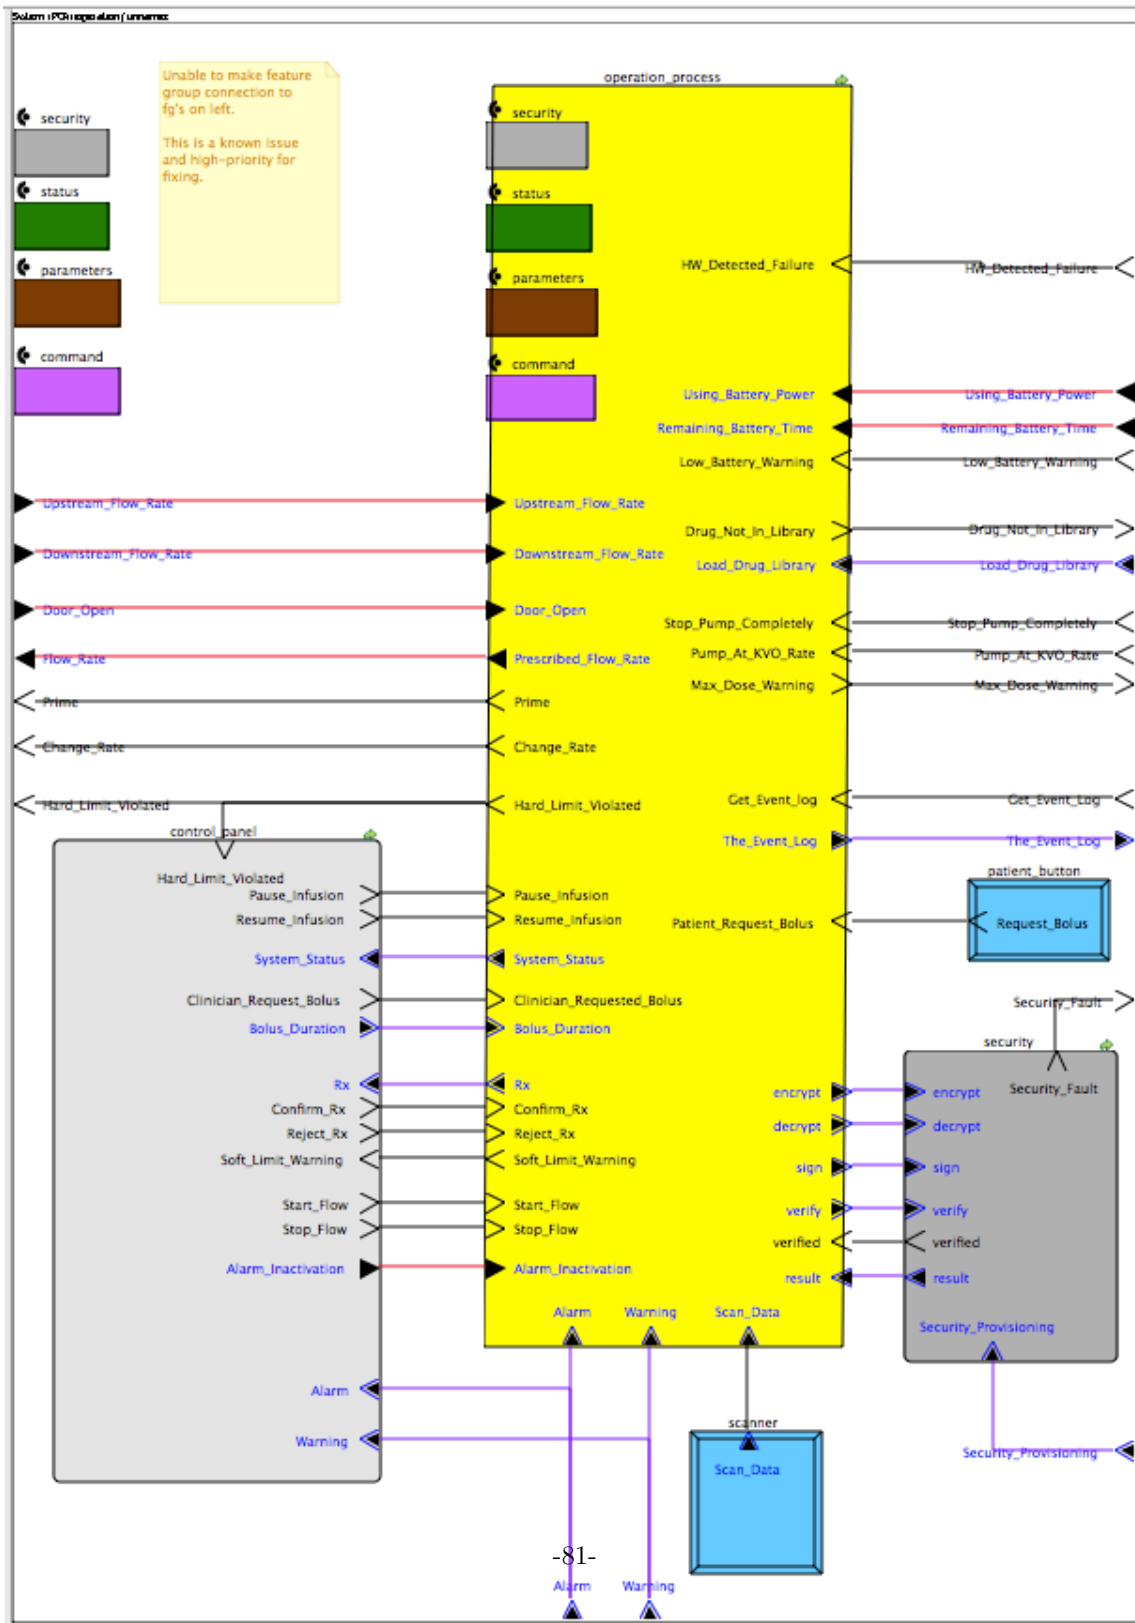 operation_process
Unable to make feature
group connection to
fg's on left.
This is a known issue
and high-priority for
fixing.
security
status
parameters
command
security
status
parameters
command
HW_Detected_Failure
HW_Detected_Failure
Using_Battery_Power
Using_Battery_Power
Remaining_Battery_Time
Remaining_Battery_Time
Low_Battery_Warning
Low_Battery_Warning
Upstream_Flow_Rate
Upstream_Flow_Rate
Drug_Not_In_Library
Drug_Not_In_Library
Downstream_Flow_Rate
Downstream_Flow_Rate
Load_Drug_Library
Load_Drug_Library
Door_Open
Door_Open
Stop_Pump_Completely
Stop_Pump_Completely
Flow_Rate
Prescribed_Flow_Rate
Pump_At_KVO_Rate
Pump_At_KVO_Rate
Max_Dose_Warning
Max_Dose_Warning
Prime
Prime
Change_Rate
Change_Rate
Hard_Limit_Violated
Hard_Limit_Violated
Get_Event_log
Get_Event_Log
The_Event_Log
The_Event_Log
control_panel
Hard_Limit_Violated
Pause_Infusion
Pause_Infusion
Resume_Infusion
Resume_Infusion
patient_button
Patient_Request_Bolus
Request_Bolus
System_Status
System_Status
Clinician_Request_Bolus
Clinician_Requested_Bolus
Security_Fault
Bolus_Duration
Bolus_Duration
security
Security_Fault
Rx
Rx
encrypt
encrypt
Confirm_Rx
Confirm_Rx
decrypt
decrypt
Reject_Rx
Reject_Rx
Soft_Limit_Warning
Soft_Limit_Warning
sign
sign
Start_Flow
Start_Flow
verify
verify
Stop_Flow
Stop_Flow
verified
verified
Alarm_Inactivation
Alarm_Inactivation
result
result
Alarm
Warning
Scan_Data
Security_Provisioning
Alarm
Warning
scanner
Scan_Data
Security_Provisioning
-81-
Alarm
Warning